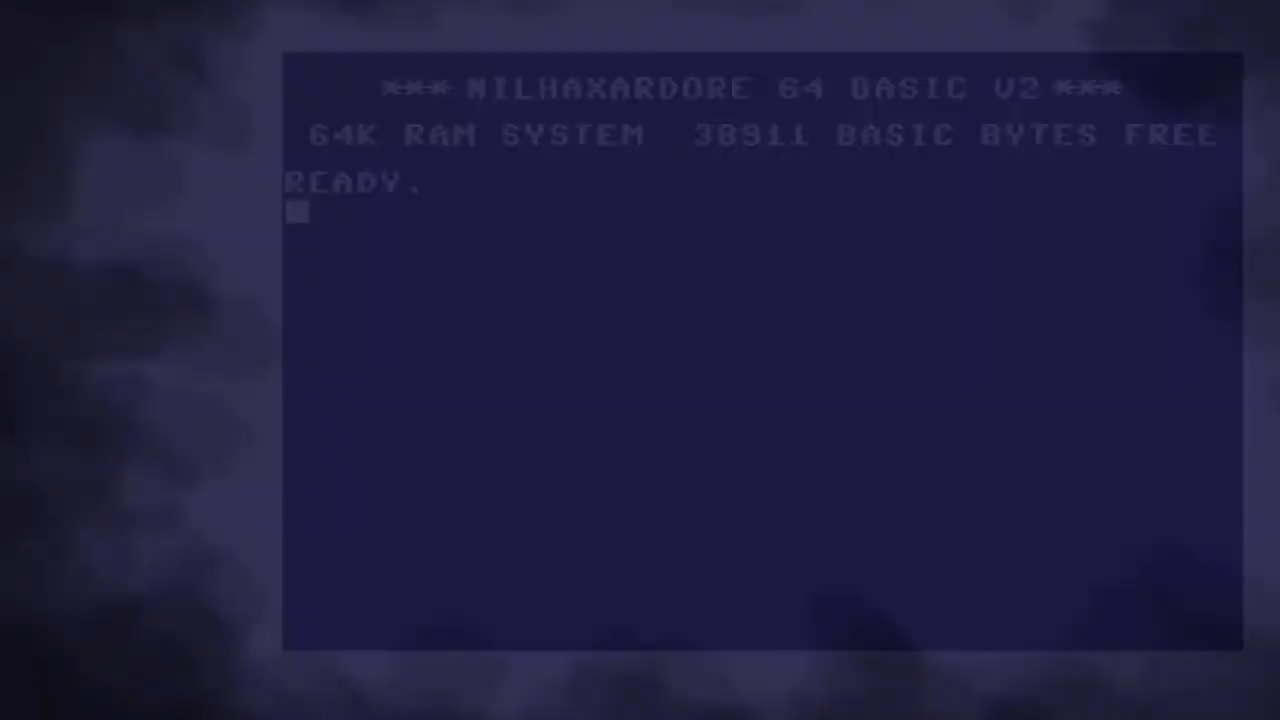 *** NILHAXARDORE 64 BASIC V2 ***
64K RAM SYSTEM  38911 BASIC BYTES FREE
READY.